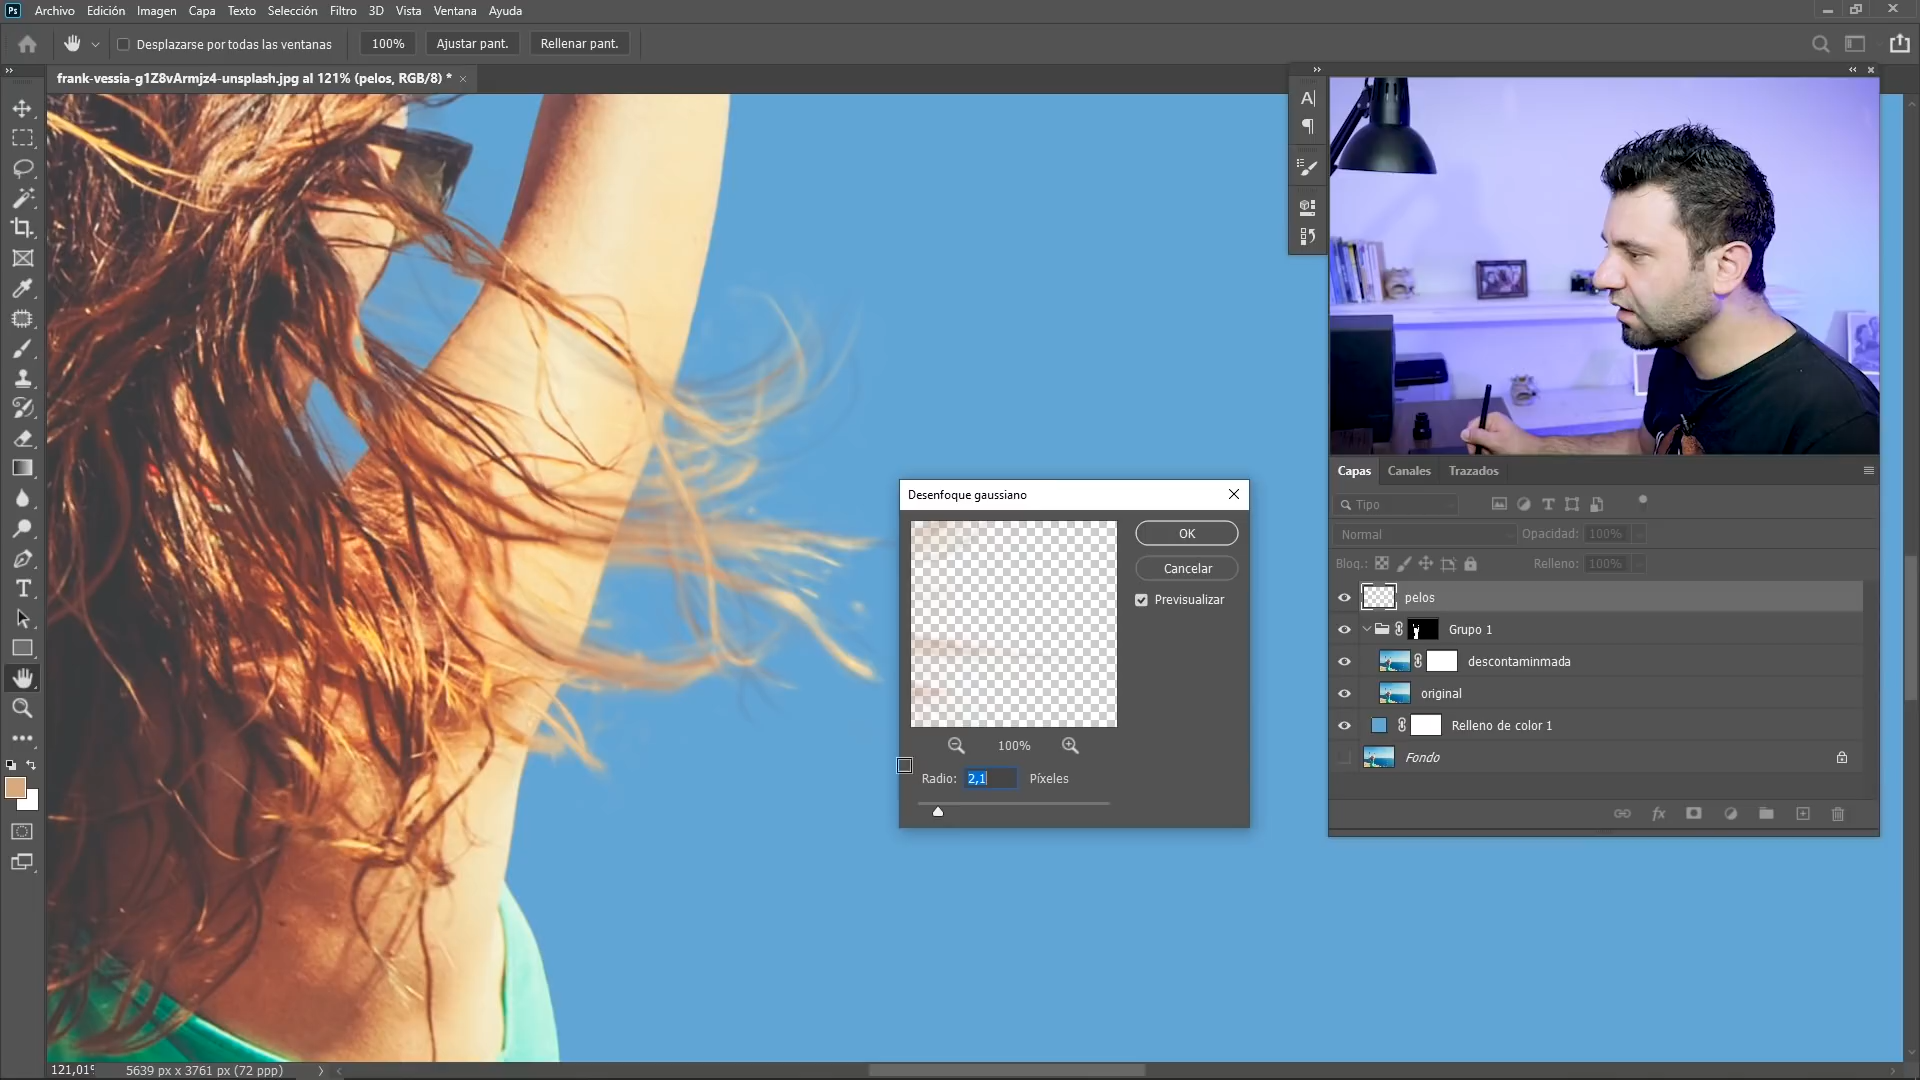 Ps Archivo Edición Imagen Capa Texto Selección Filtro 3D Vista Ventana Ayuda
Desplazarse por todas las ventanas 100% Ajustar pant. Rellenar pant.
frank-vessia-g1Z8vArmjz4-unsplash.jpg al 121% (pelos, RGB/8) *
Desenfoque gaussiano
OK
Cancelar
Previsualizar
100%
Radio: 2,1 Píxeles
Capas Canales Trazados
Tipo
Normal Opacidad: 100%
Bloq.: Relleno: 100%
pelos
Grupo 1
descontaminmada
original
Relleno de color 1
Fondo
121,01% 5639 px x 3761 px (72 ppp)